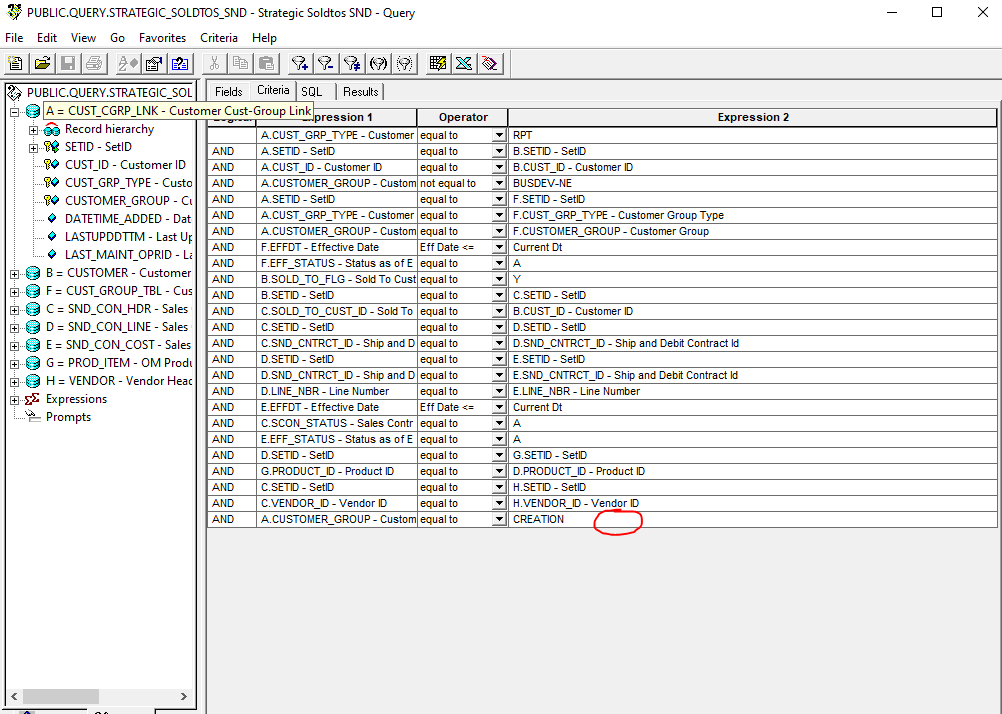 PUBLIC.QUERY.STRATEGIC_SOLDTOS_SND - Strategic Soldtos SND - Query
File Edit View Go Favorites Criteria Help
PUBLIC.QUERY.STRATEGIC_SOL
A = CUST_CGRP_LNK - Customer Cust-Group Link
Record hierarchy
SETID - SetID
CUST_ID - Customer ID
CUST_GRP_TYPE - Custo
CUSTOMER_GROUP - Cu
DATETIME_ADDED - Dat
LASTUPDDTTM - Last Up
LAST_MAINT_OPRID - La
B = CUSTOMER - Customer
F = CUST_GROUP_TBL - Cus
C = SND_CON_HDR - Sales
D = SND_CON_LINE - Sales
E = SND_CON_COST - Sales
G = PROD_ITEM - OM Produ
H = VENDOR - Vendor Head
Expressions
Prompts
Fields Criteria SQL Results
Expression 1 Operator Expression 2
A.CUST_GRP_TYPE - Customer equal to RPT
AND A.SETID - SetID equal to B.SETID - SetID
AND A.CUST_ID - Customer ID equal to B.CUST_ID - Customer ID
AND A.CUSTOMER_GROUP - Custom not equal to BUSDEV-NE
AND A.SETID - SetID equal to F.SETID - SetID
AND A.CUST_GRP_TYPE - Customer equal to F.CUST_GRP_TYPE - Customer Group Type
AND A.CUSTOMER_GROUP - Custom equal to F.CUSTOMER_GROUP - Customer Group
AND F.EFFDT - Effective Date Eff Date <= Current Dt
AND F.EFF_STATUS - Status as of E equal to A
AND B.SOLD_TO_FLG - Sold To Cust equal to Y
AND B.SETID - SetID equal to C.SETID - SetID
AND C.SOLD_TO_CUST_ID - Sold To equal to B.CUST_ID - Customer ID
AND C.SETID - SetID equal to D.SETID - SetID
AND C.SND_CNTRCT_ID - Ship and D equal to D.SND_CNTRCT_ID - Ship and Debit Contract Id
AND D.SETID - SetID equal to E.SETID - SetID
AND D.SND_CNTRCT_ID - Ship and D equal to E.SND_CNTRCT_ID - Ship and Debit Contract Id
AND D.LINE_NBR - Line Number equal to E.LINE_NBR - Line Number
AND E.EFFDT - Effective Date Eff Date <= Current Dt
AND C.SCON_STATUS - Sales Contr equal to A
AND E.EFF_STATUS - Status as of E equal to A
AND D.SETID - SetID equal to G.SETID - SetID
AND G.PRODUCT_ID - Product ID equal to D.PRODUCT_ID - Product ID
AND C.SETID - SetID equal to H.SETID - SetID
AND C.VENDOR_ID - Vendor ID equal to H.VENDOR_ID - Vendor ID
AND A.CUSTOMER_GROUP - Custom equal to CREATION